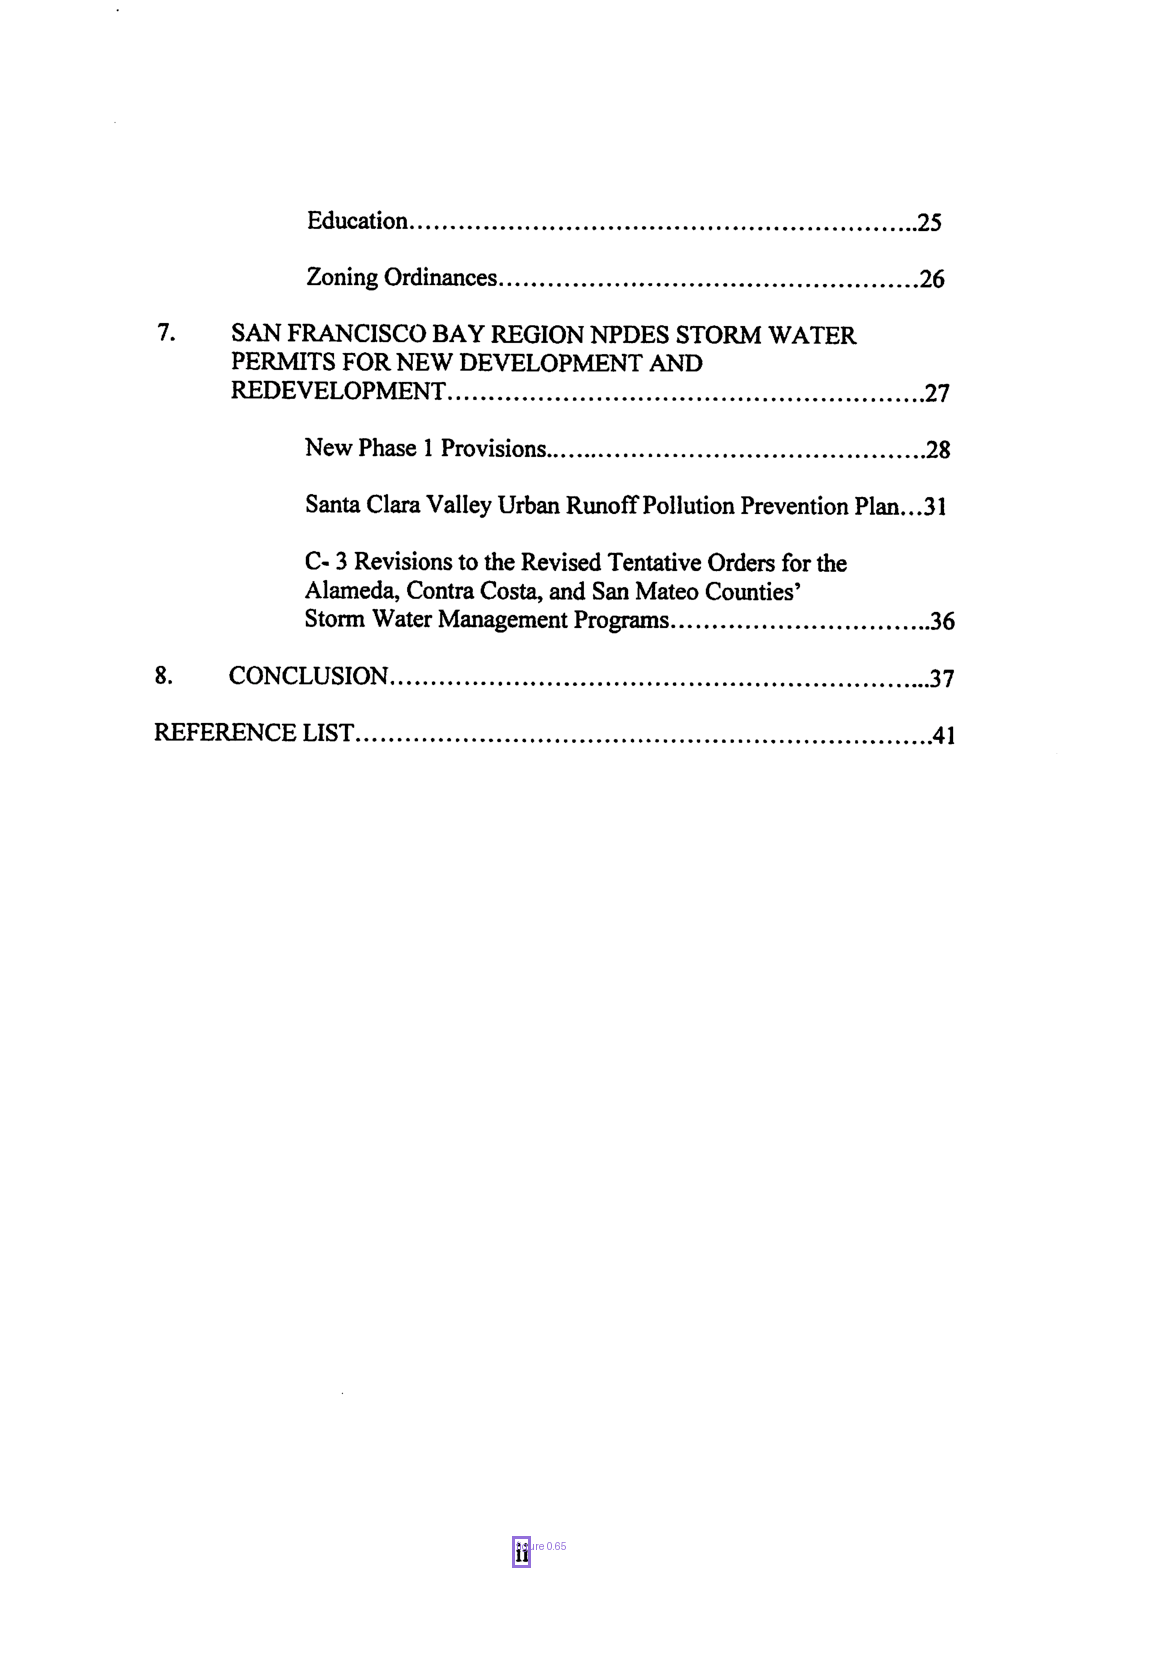 Education.................................................................25
Zoning Ordinances.....................................................26
7. SAN FRANCISCO BAY REGION NPDES STORM WATER
PERMITS FOR NEW DEVELOPMENT AND
REDEVELOPMENT............................................................27
New Phase 1 Provisions...............................................28
Santa Clara Valley Urban Runoff Pollution Prevention Plan...31
C- 3 Revisions to the Revised Tentative Orders for the
Alameda, Contra Costa, and San Mateo Counties’
Storm Water Management Programs................................36
8. CONCLUSION...................................................................37
REFERENCE LIST.........................................................................41
ii
ure 0.65